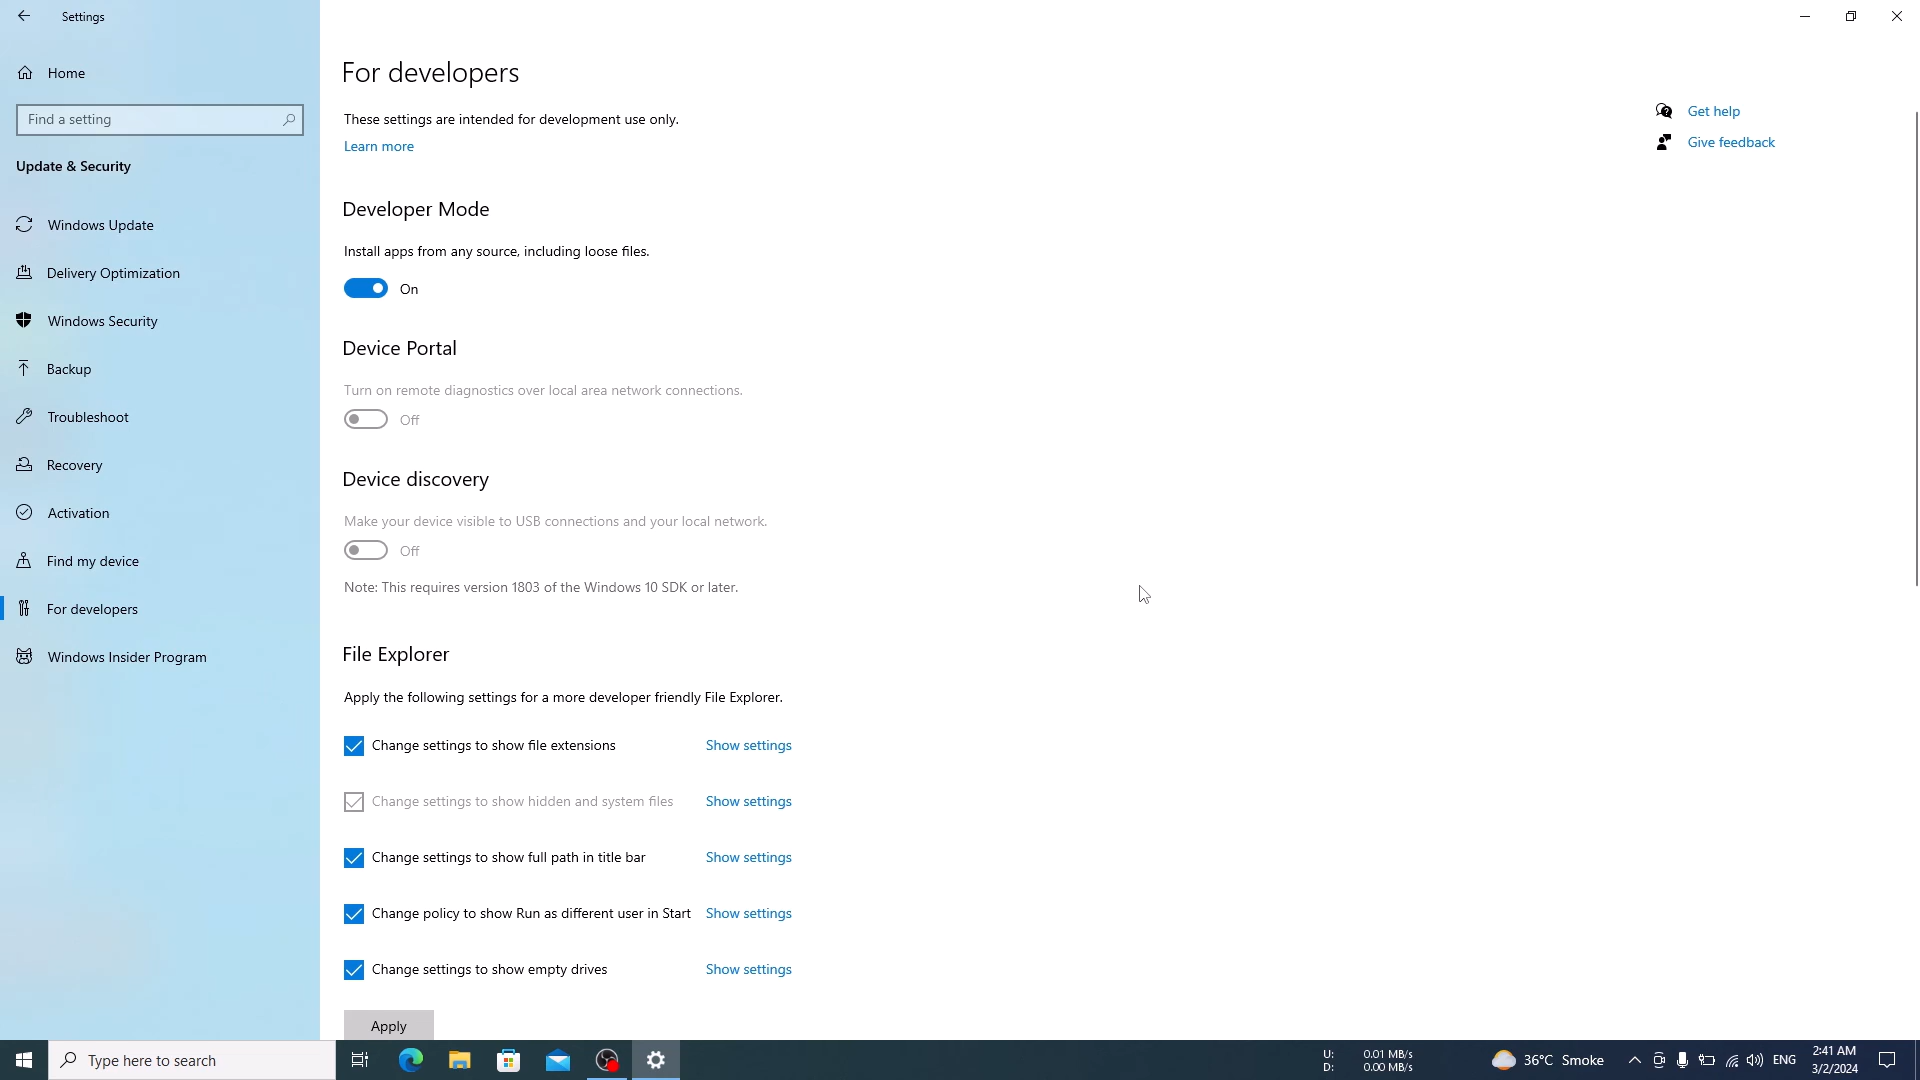 Settings
Home
Find a setting
Update & Security
Windows Update
Delivery Optimization
Windows Security
Backup
Troubleshoot
Recovery
Activation
Find my device
For developers
Windows Insider Program
For developers
These settings are intended for development use only.
Learn more
Get help
Give feedback
Developer Mode
Install apps from any source, including loose files.
On
Device Portal
Turn on remote diagnostics over local area network connections.
Off
Device discovery
Make your device visible to USB connections and your local network.
Off
Note: This requires version 1803 of the Windows 10 SDK or later.
File Explorer
Apply the following settings for a more developer friendly File Explorer.
Change settings to show file extensions Show settings
Change settings to show hidden and system files Show settings
Change settings to show full path in title bar Show settings
Change policy to show Run as different user in Start Show settings
Change settings to show empty drives Show settings
Apply
Type here to search
U: 0.01 MB/s
D: 0.00 MB/s
36°C Smoke
ENG
2:41 AM
3/2/2024